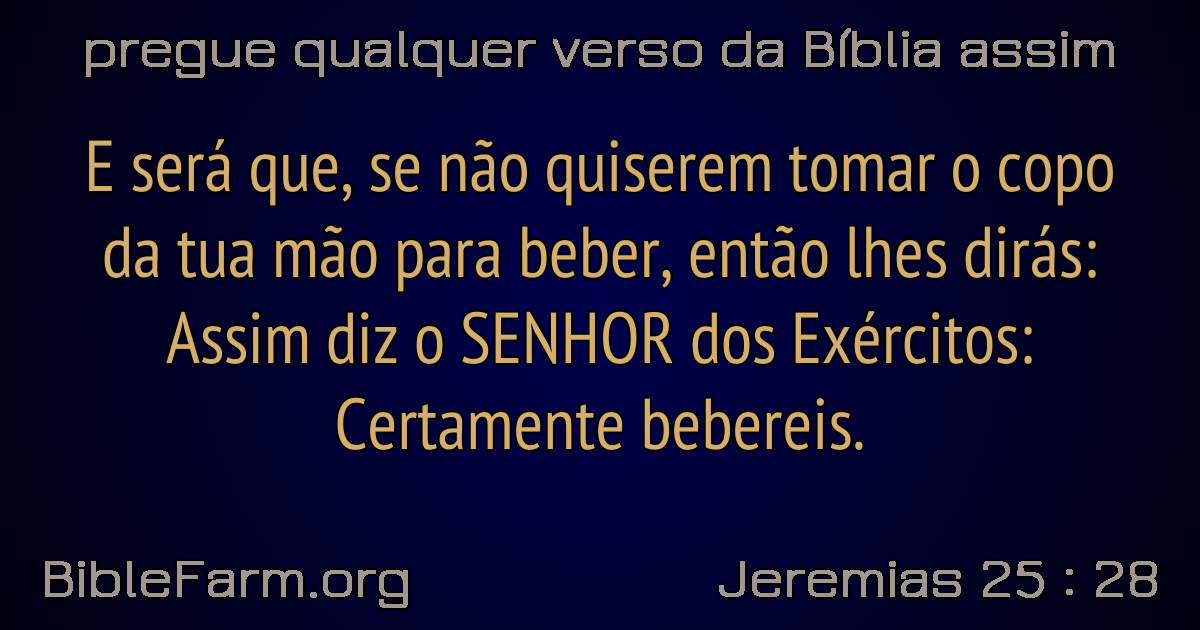 pregue qualquer verso da Bíblia assim
E será que, se não quiserem tomar o copo
da tua mão para beber, então lhes dirás:
Assim diz o SENHOR dos Exércitos:
Certamente bebereis.
BibleFarm.org
Jeremias 25 : 28